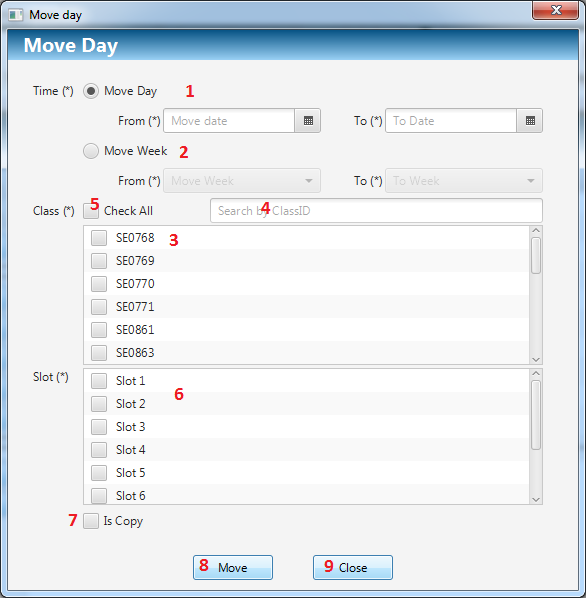 Move day
Move Day
Time (*) Move Day 1
From (*) Move date To (*) To Date
Move Week 2
From (*) Move Week To (*) To Week
Class (*) 5 Check All Search by ClassID 4
SE0768 3
SE0769
SE0770
SE0771
SE0861
SE0863
Slot (*) Slot 1
6
Slot 2
Slot 3
Slot 4
Slot 5
Slot 6
7 Is Copy
8 Move 9 Close